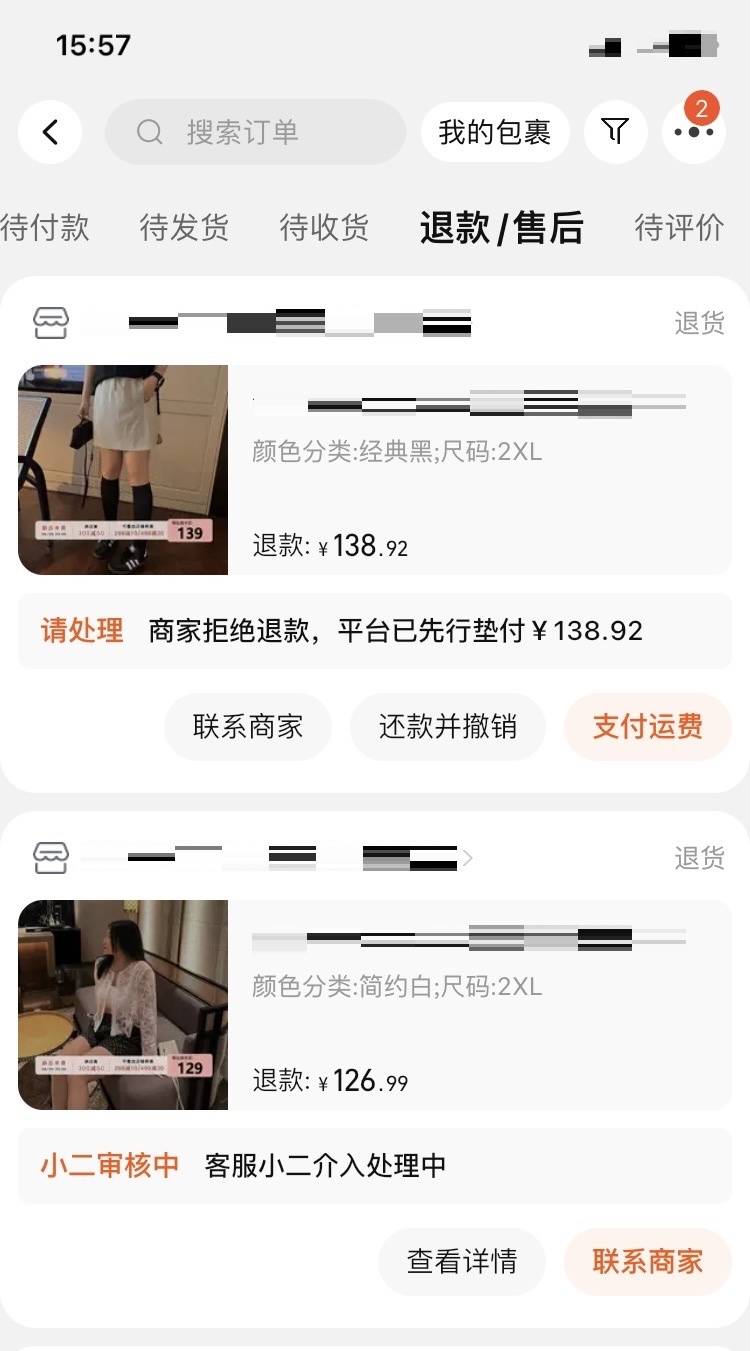 15:57
搜索订单
我的包裹
2
待付款
待发货
待收货
退款/售后
待评价
退货
颜色分类:经典黑;尺码:2XL
139
退款: ¥138.92
请处理 商家拒绝退款，平台已先行垫付¥138.92
联系商家
还款并撤销
支付运费
退货
颜色分类:简约白;尺码:2XL
129
退款: ¥126.99
小二审核中 客服小二介入处理中
查看详情
联系商家